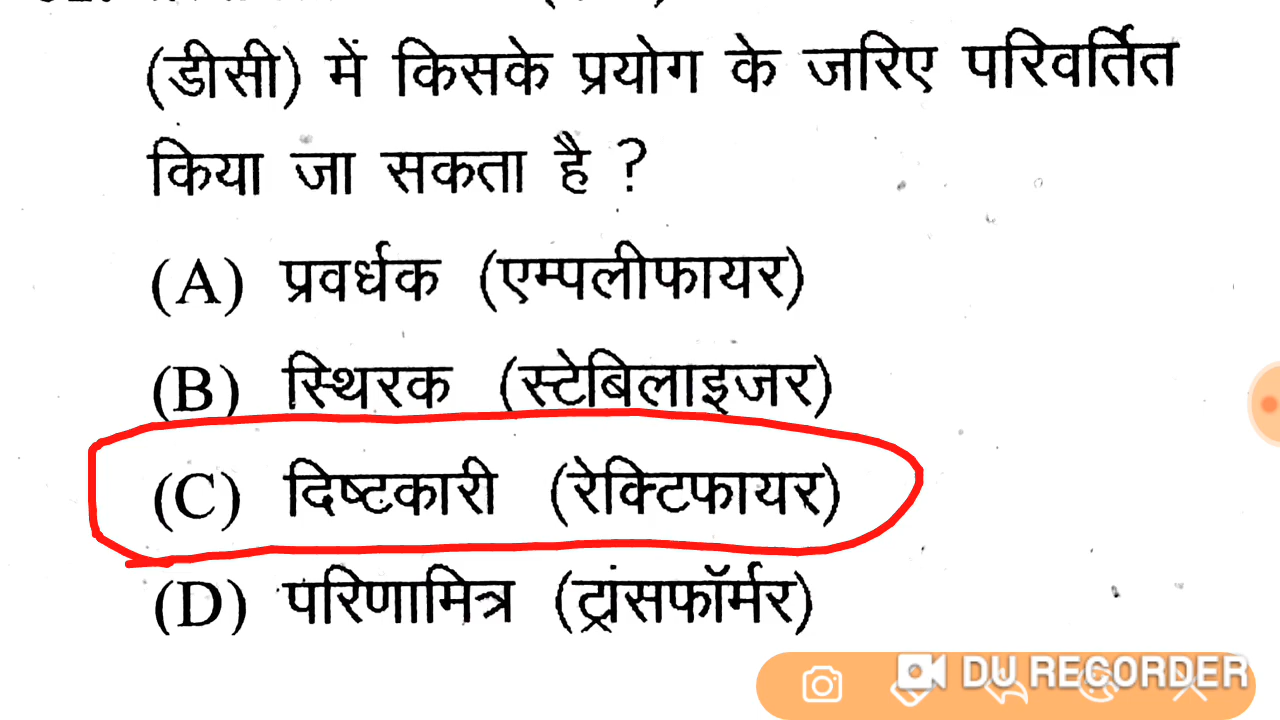 (डीसी) में किसके प्रयोग के जरिए परिवर्तित
किया जा सकता है ?
(A) प्रवर्धक (एम्पलीफायर)
(B) स्थिरक (स्टेबिलाइजर)
(C) दिष्टकारी (रेक्टिफायर)
(D) परिणामित्र (ट्रांसफॉर्मर)
DU RECORDER